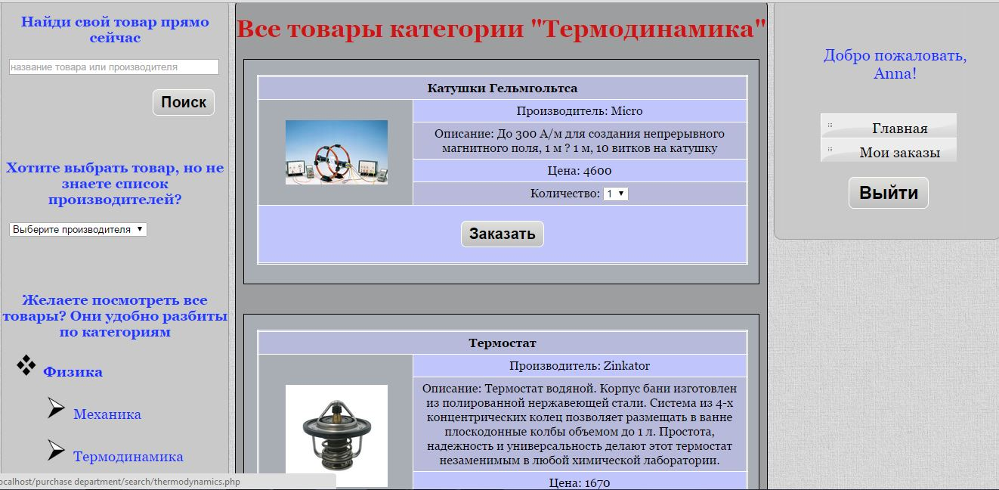 Найди свой товар прямо
сейчас
название товара или производителя
Поиск
Хотите выбрать товар, но не
знаете список
производителей?
Выберите производителя
Желаете посмотреть все
товары? Они удобно разбиты
по категориям
Физика
Механика
Термодинамика
ocalhost/purchase department/search/thermodynamics.php
Все товары категории "Термодинамика"
Катушки Гельмгольтса
Производитель: Micro
Описание: До 300 А/м для создания непрерывного
магнитного поля, 1 м ? 1 м, 10 витков на катушку
Цена: 4600
Количество: 1
Заказать
Термостат
Производитель: Zinkator
Описание: Термостат водяной. Корпус бани изготовлен
из полированной нержавеющей стали. Система из 4-х
концентрических колец позволяет размещать в ванне
плоскодонные колбы объемом до 1 л. Простота,
надежность и универсальность делают этот термостат
незаменимым в любой химической лаборатории.
Цена: 1670
Добро пожаловать,
Anna!
Главная
Мои заказы
Выйти